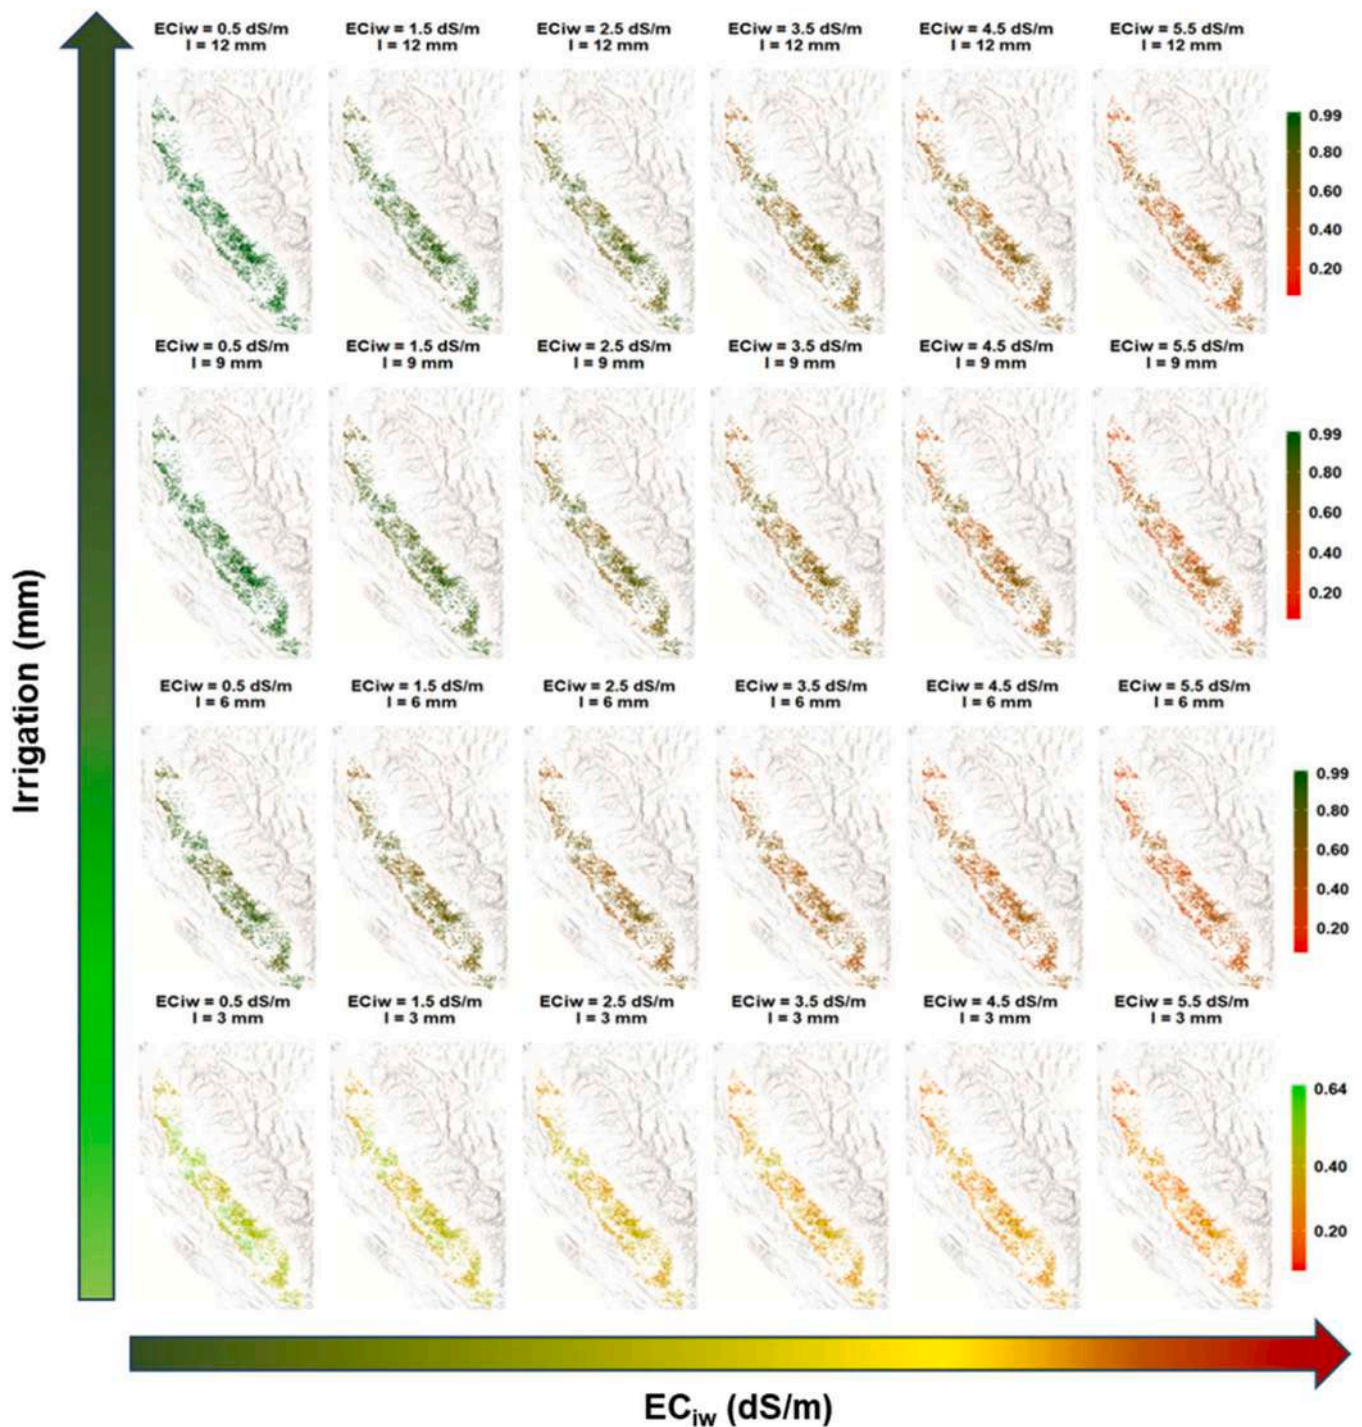 ECiw = 0.5 dS/m ECiw = 1.5 dS/m ECiw = 2.5 dS/m ECiw = 3.5 dS/m ECiw = 4.5 dS/m ECiw = 5.5 dS/m
I = 12 mm I = 12 mm I = 12 mm I = 12 mm I = 12 mm I = 12 mm
0.99
0.80
0.60
0.40
0.20
ECiw = 0.5 dS/m ECiw = 1.5 dS/m ECiw = 2.5 dS/m ECiw = 3.5 dS/m ECiw = 4.5 dS/m ECiw = 5.5 dS/m
I = 9 mm I = 9 mm I = 9 mm I = 9 mm I = 9 mm I = 9 mm
0.99
0.80
0.60
0.40
0.20
Irrigation (mm)
ECiw = 0.5 dS/m ECiw = 1.5 dS/m ECiw = 2.5 dS/m ECiw = 3.5 dS/m ECiw = 4.5 dS/m ECiw = 5.5 dS/m
I = 6 mm I = 6 mm I = 6 mm I = 6 mm I = 6 mm I = 6 mm
0.99
0.80
0.60
0.40
0.20
ECiw = 0.5 dS/m ECiw = 1.5 dS/m ECiw = 2.5 dS/m ECiw = 3.5 dS/m ECiw = 4.5 dS/m ECiw = 5.5 dS/m
I = 3 mm I = 3 mm I = 3 mm I = 3 mm I = 3 mm I = 3 mm
0.64
0.40
0.20
ECiw (dS/m)